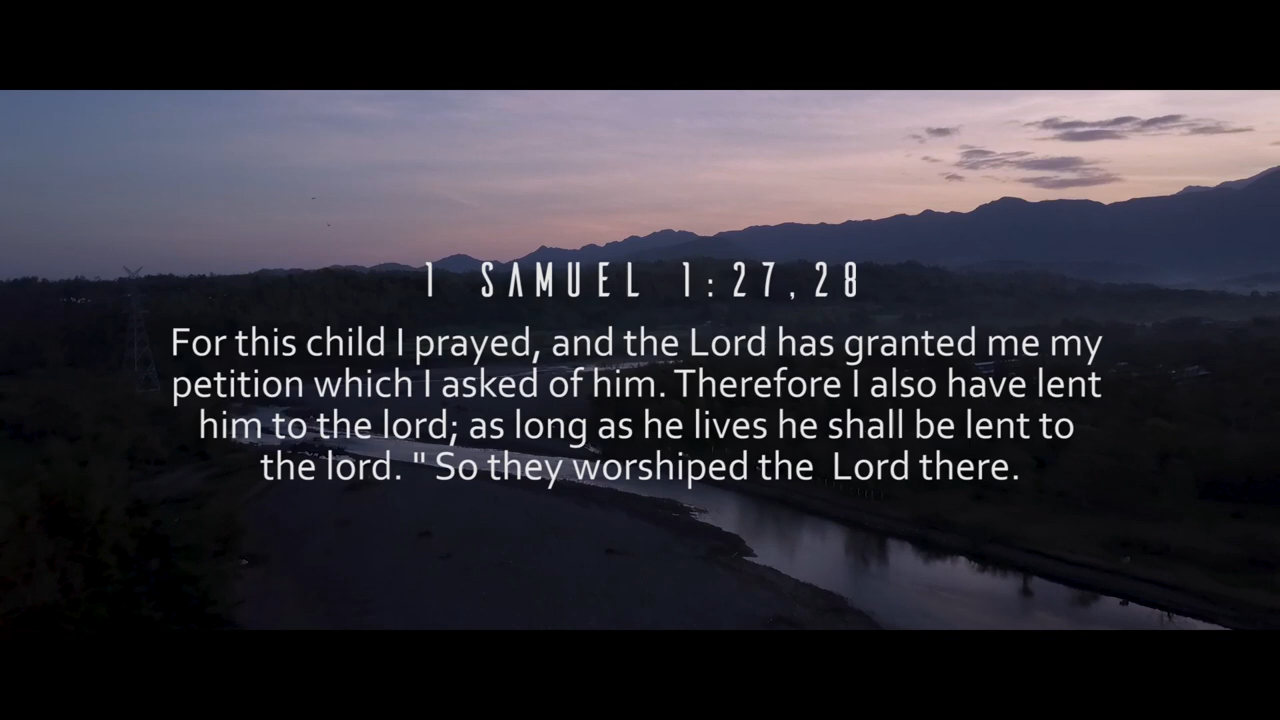 1 SAMUEL 1:27,28
For this child I prayed, and the Lord has granted me my
petition which I asked of him. Therefore I also have lent
him to the lord; as long as he lives he shall be lent to
the lord. " So they worshiped the  Lord there.